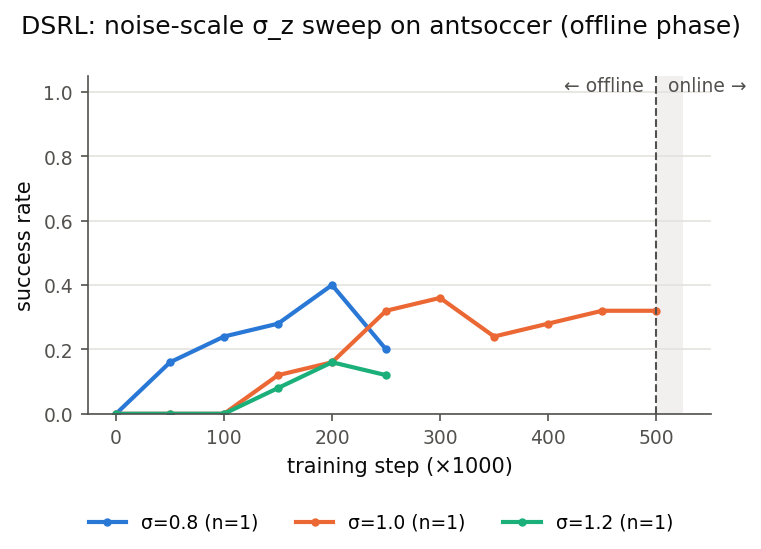 DSRL: noise-scale σ_z sweep on antsoccer (offline phase)
← offline
online →
1.0
0.8
0.6
0.4
0.2
0.0
success rate
0 100 200 300 400 500
training step (×1000)
σ=0.8 (n=1) σ=1.0 (n=1) σ=1.2 (n=1)